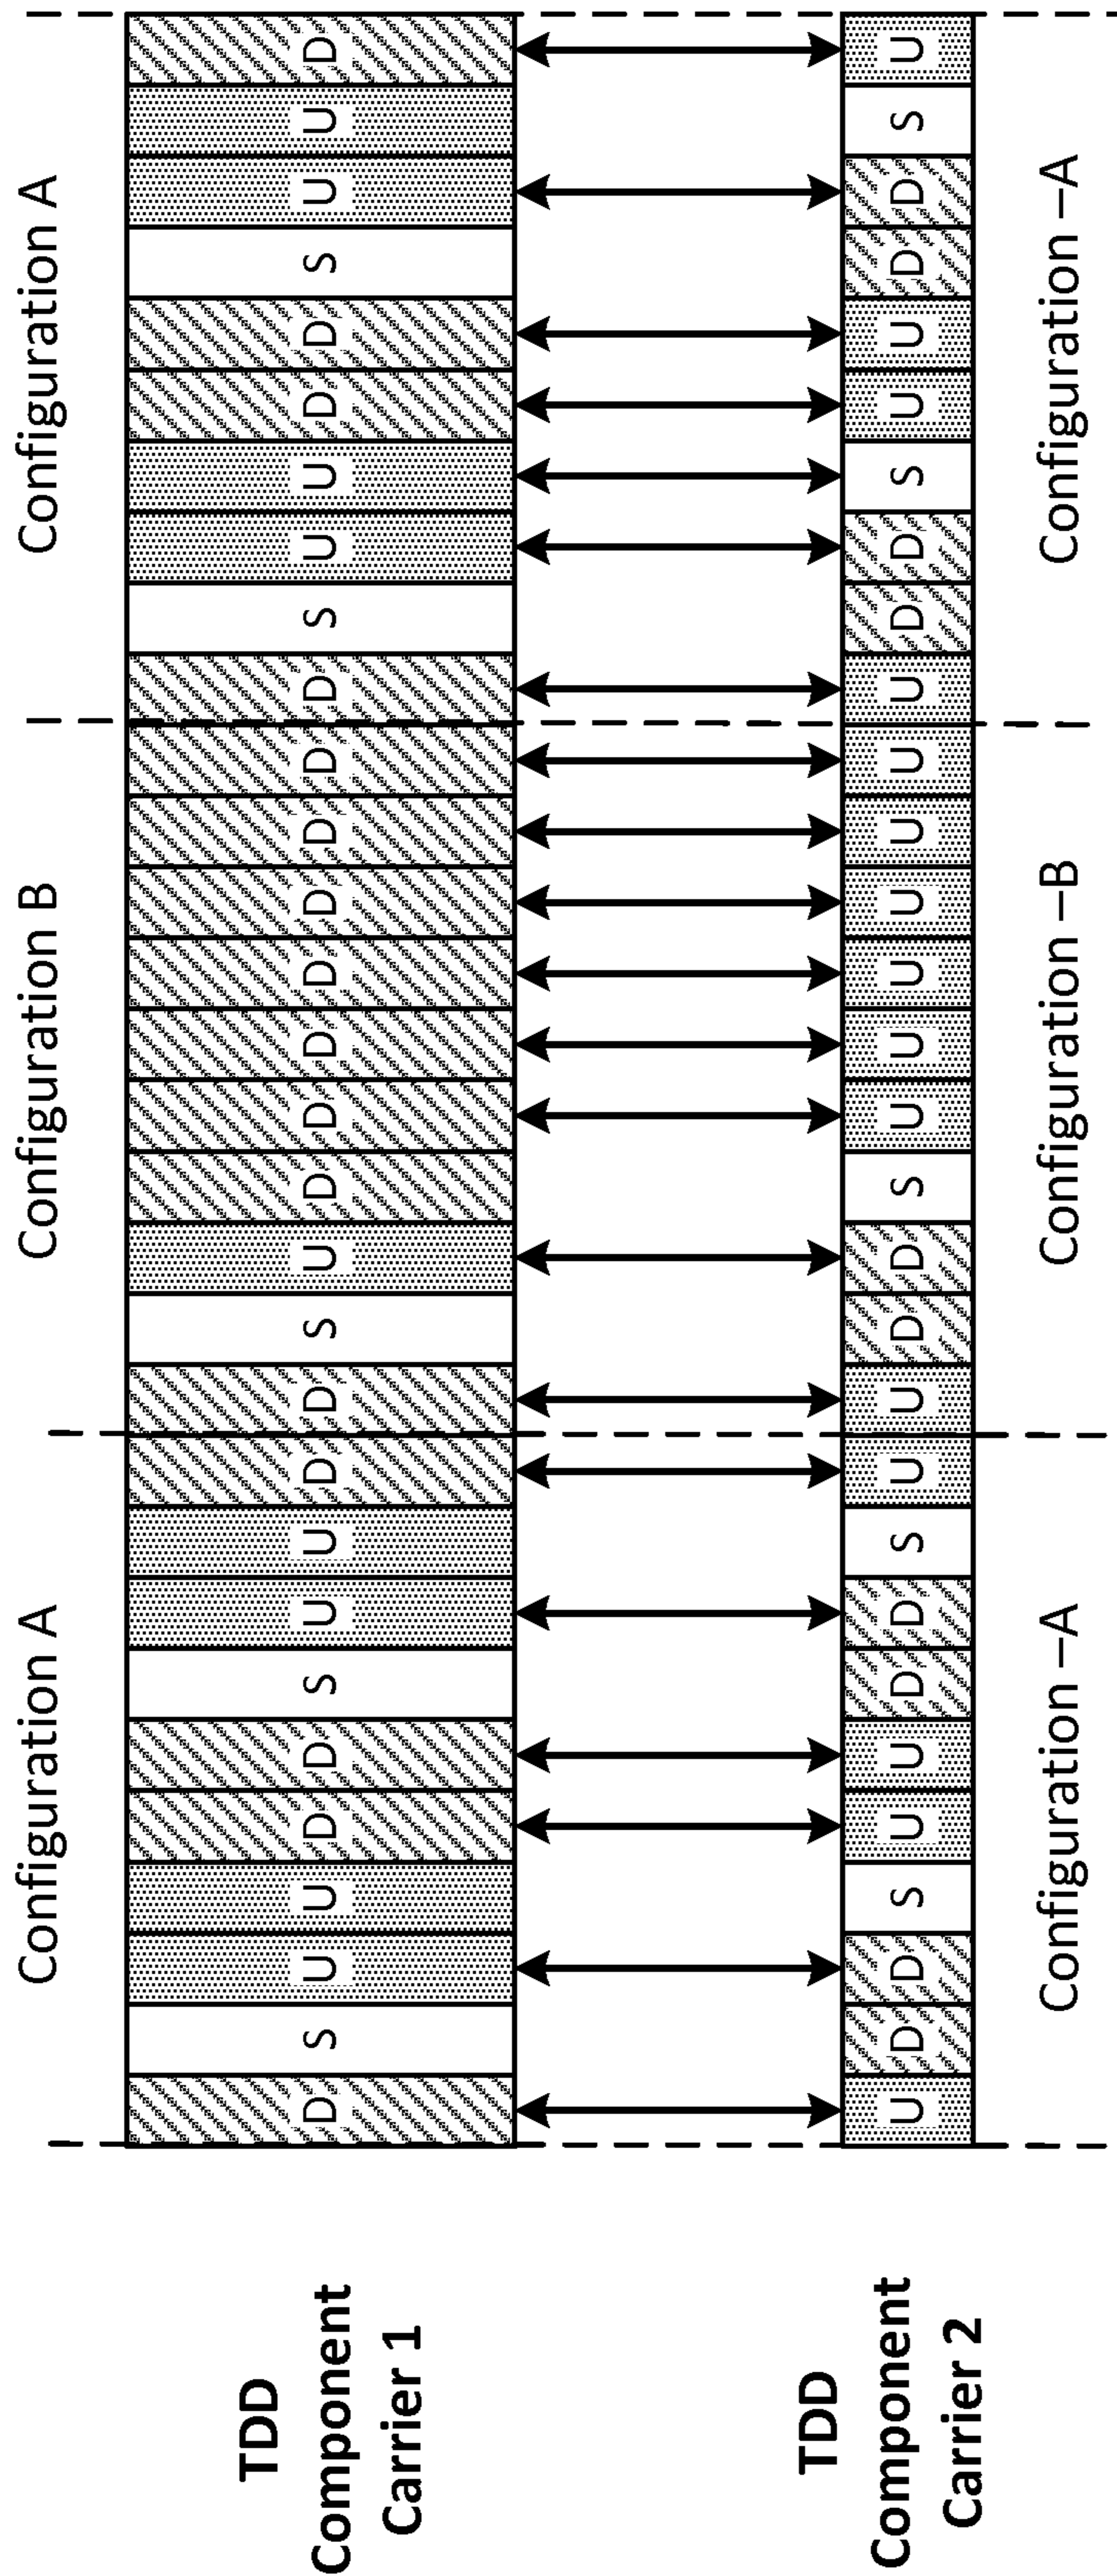 Configuration A Configuration B Configuration A
TDD
Component
Carrier 1
D S U U D D S U U D D S U D D D D D D D D S U U D D S U U D
TDD
Component
Carrier 2
U D D S U U D D S U U D D S U U U U U U U D D S U U D D S U
Configuration –A Configuration –B Configuration –A